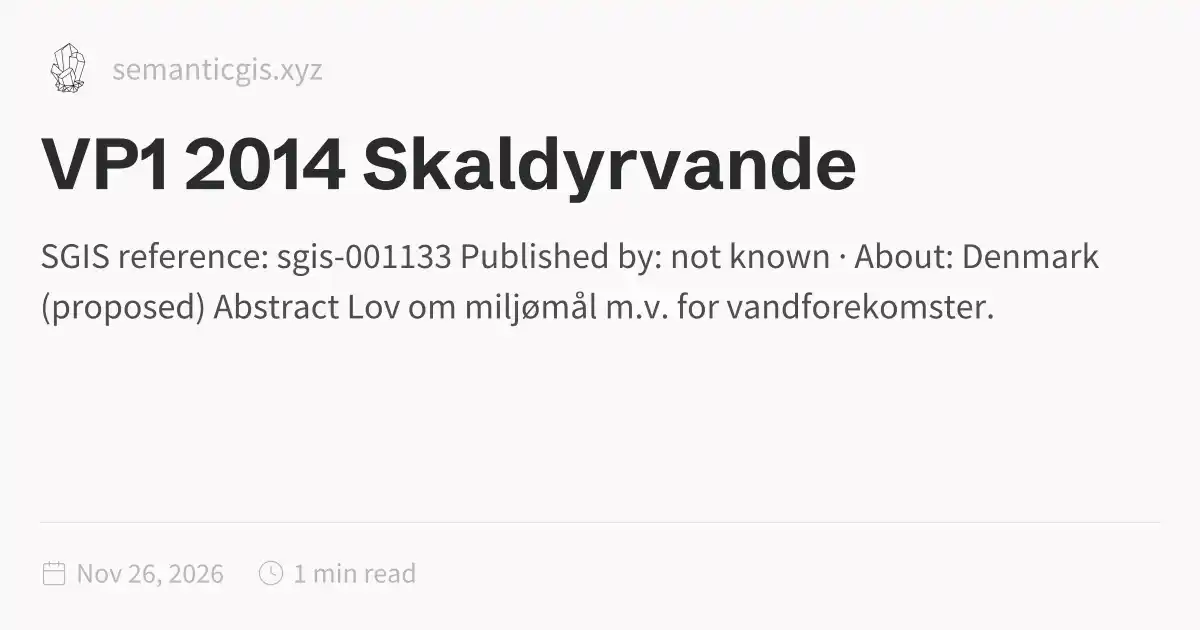 semanticgis.xyz
VP1 2014 Skaldyrvande
SGIS reference: sgis-001133 Published by: not known · About: Denmark
(proposed) Abstract Lov om miljømål m.v. for vandforekomster.
Nov 26, 2026 1 min read